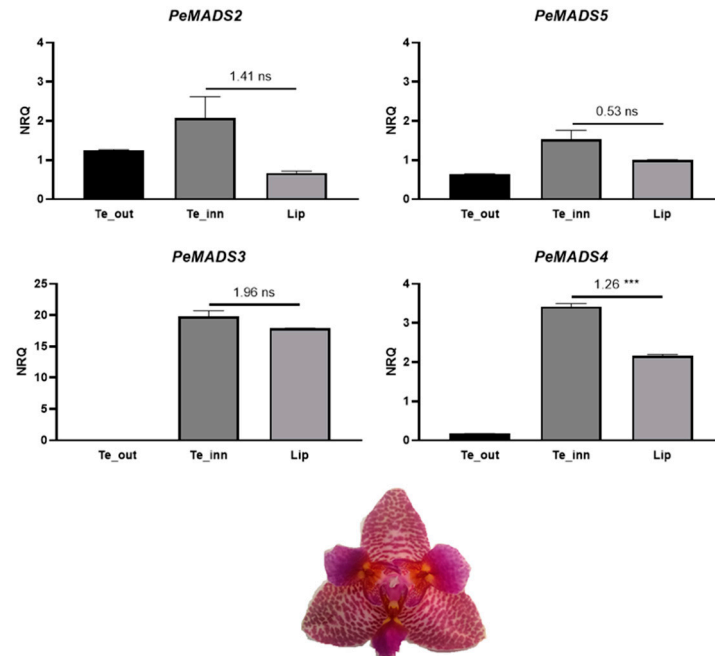 PeMADS2
4
3
2
1
0
NRQ
1.41 ns
Te_out Te_inn Lip
PeMADS5
4
3
2
1
0
NRQ
0.53 ns
Te_out Te_inn Lip
PeMADS3
25
20
15
10
5
0
NRQ
1.96 ns
Te_out Te_inn Lip
PeMADS4
4
3
2
1
0
NRQ
1.26 ***
Te_out Te_inn Lip